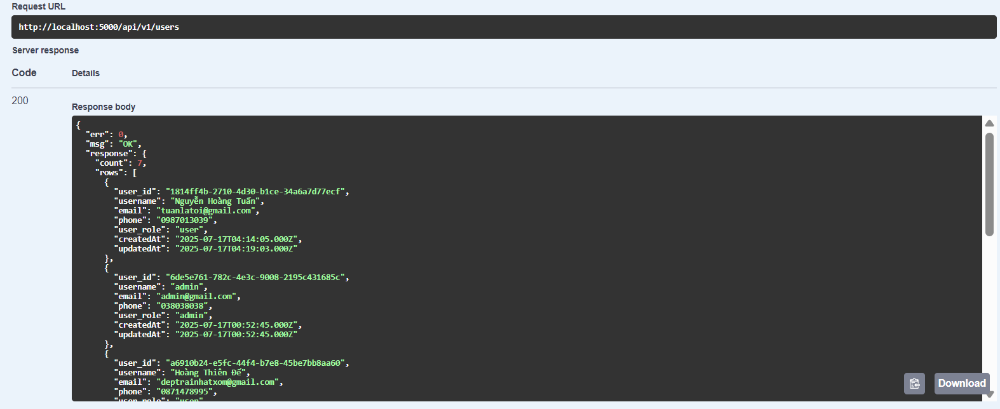 Request URL
http://localhost:5000/api/v1/users
Server response
Code Details
200
Response body
{
"err": 0,
"msg": "OK",
"response": {
"count": 7,
"rows": [
{
"user_id": "1814ff4b-2710-4d30-b1ce-34a6a7d77ecf",
"username": "Nguyễn Hoàng Tuấn",
"email": "tuanlatoi@gmail.com",
"phone": "0987013039",
"user_role": "user",
"createdAt": "2025-07-17T04:14:05.000Z",
"updatedAt": "2025-07-17T04:19:03.000Z"
},
{
"user_id": "6de5e761-782c-4e3c-9008-2195c431685c",
"username": "admin",
"email": "admin@gmail.com",
"phone": "038038038",
"user_role": "admin",
"createdAt": "2025-07-17T00:52:45.000Z",
"updatedAt": "2025-07-17T00:52:45.000Z"
},
{
"user_id": "a6910b24-e5fc-44f4-b7e8-45be7bb8aa60",
"username": "Hoàng Thiên Đế",
"email": "deptrainhatxom@gmail.com",
"phone": "0871478995",
"user_role": "user"
Download